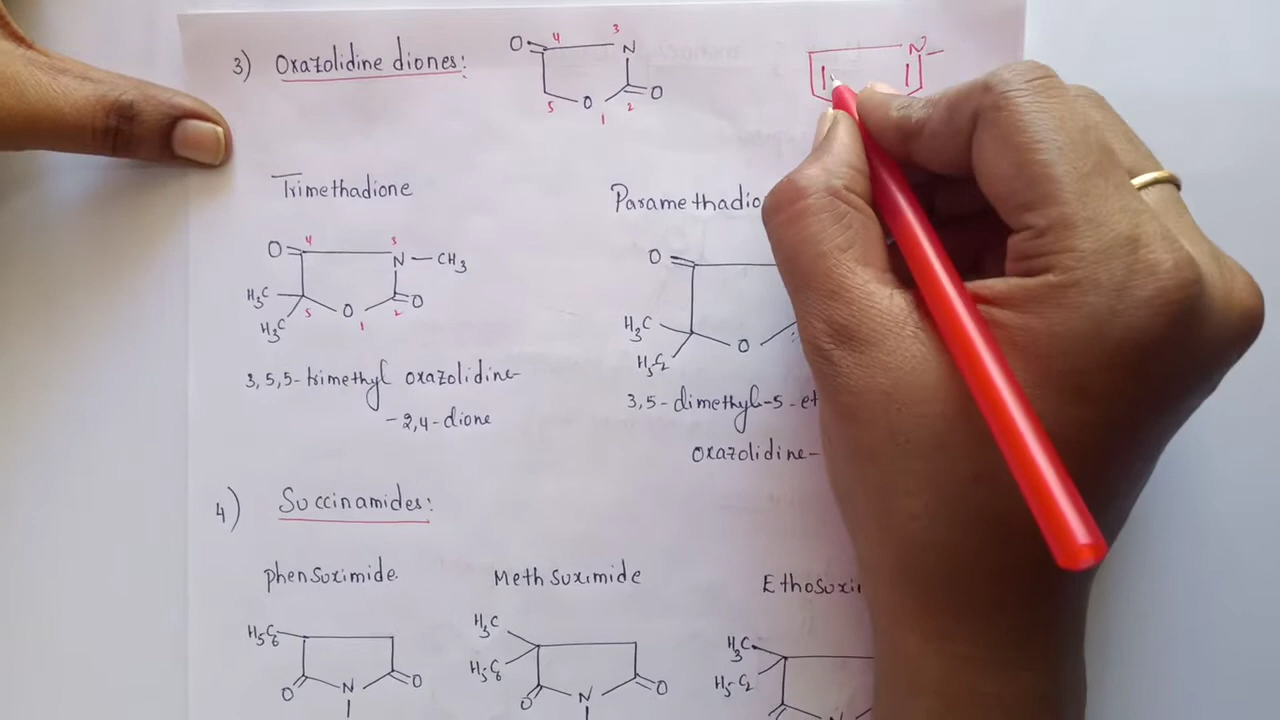 3) Oxazolidine diones:
O 4 3 N
5 O 1 2 O
N
Trimethadione
O 4 3 N CH3
H3C
H3C 5 O 1 2 O
3,5,5-trimethyl oxazolidine-
-2,4-dione
Paramethadio
O
H3C
H5C2 O
3,5-dimethyl-5-et
oxazolidine-
4) Succinamides:
phensuximide.
H5C6
O N O
Methsuximide
H3C
H5C6
O N O
Ethosuxi
H3C
H5C2